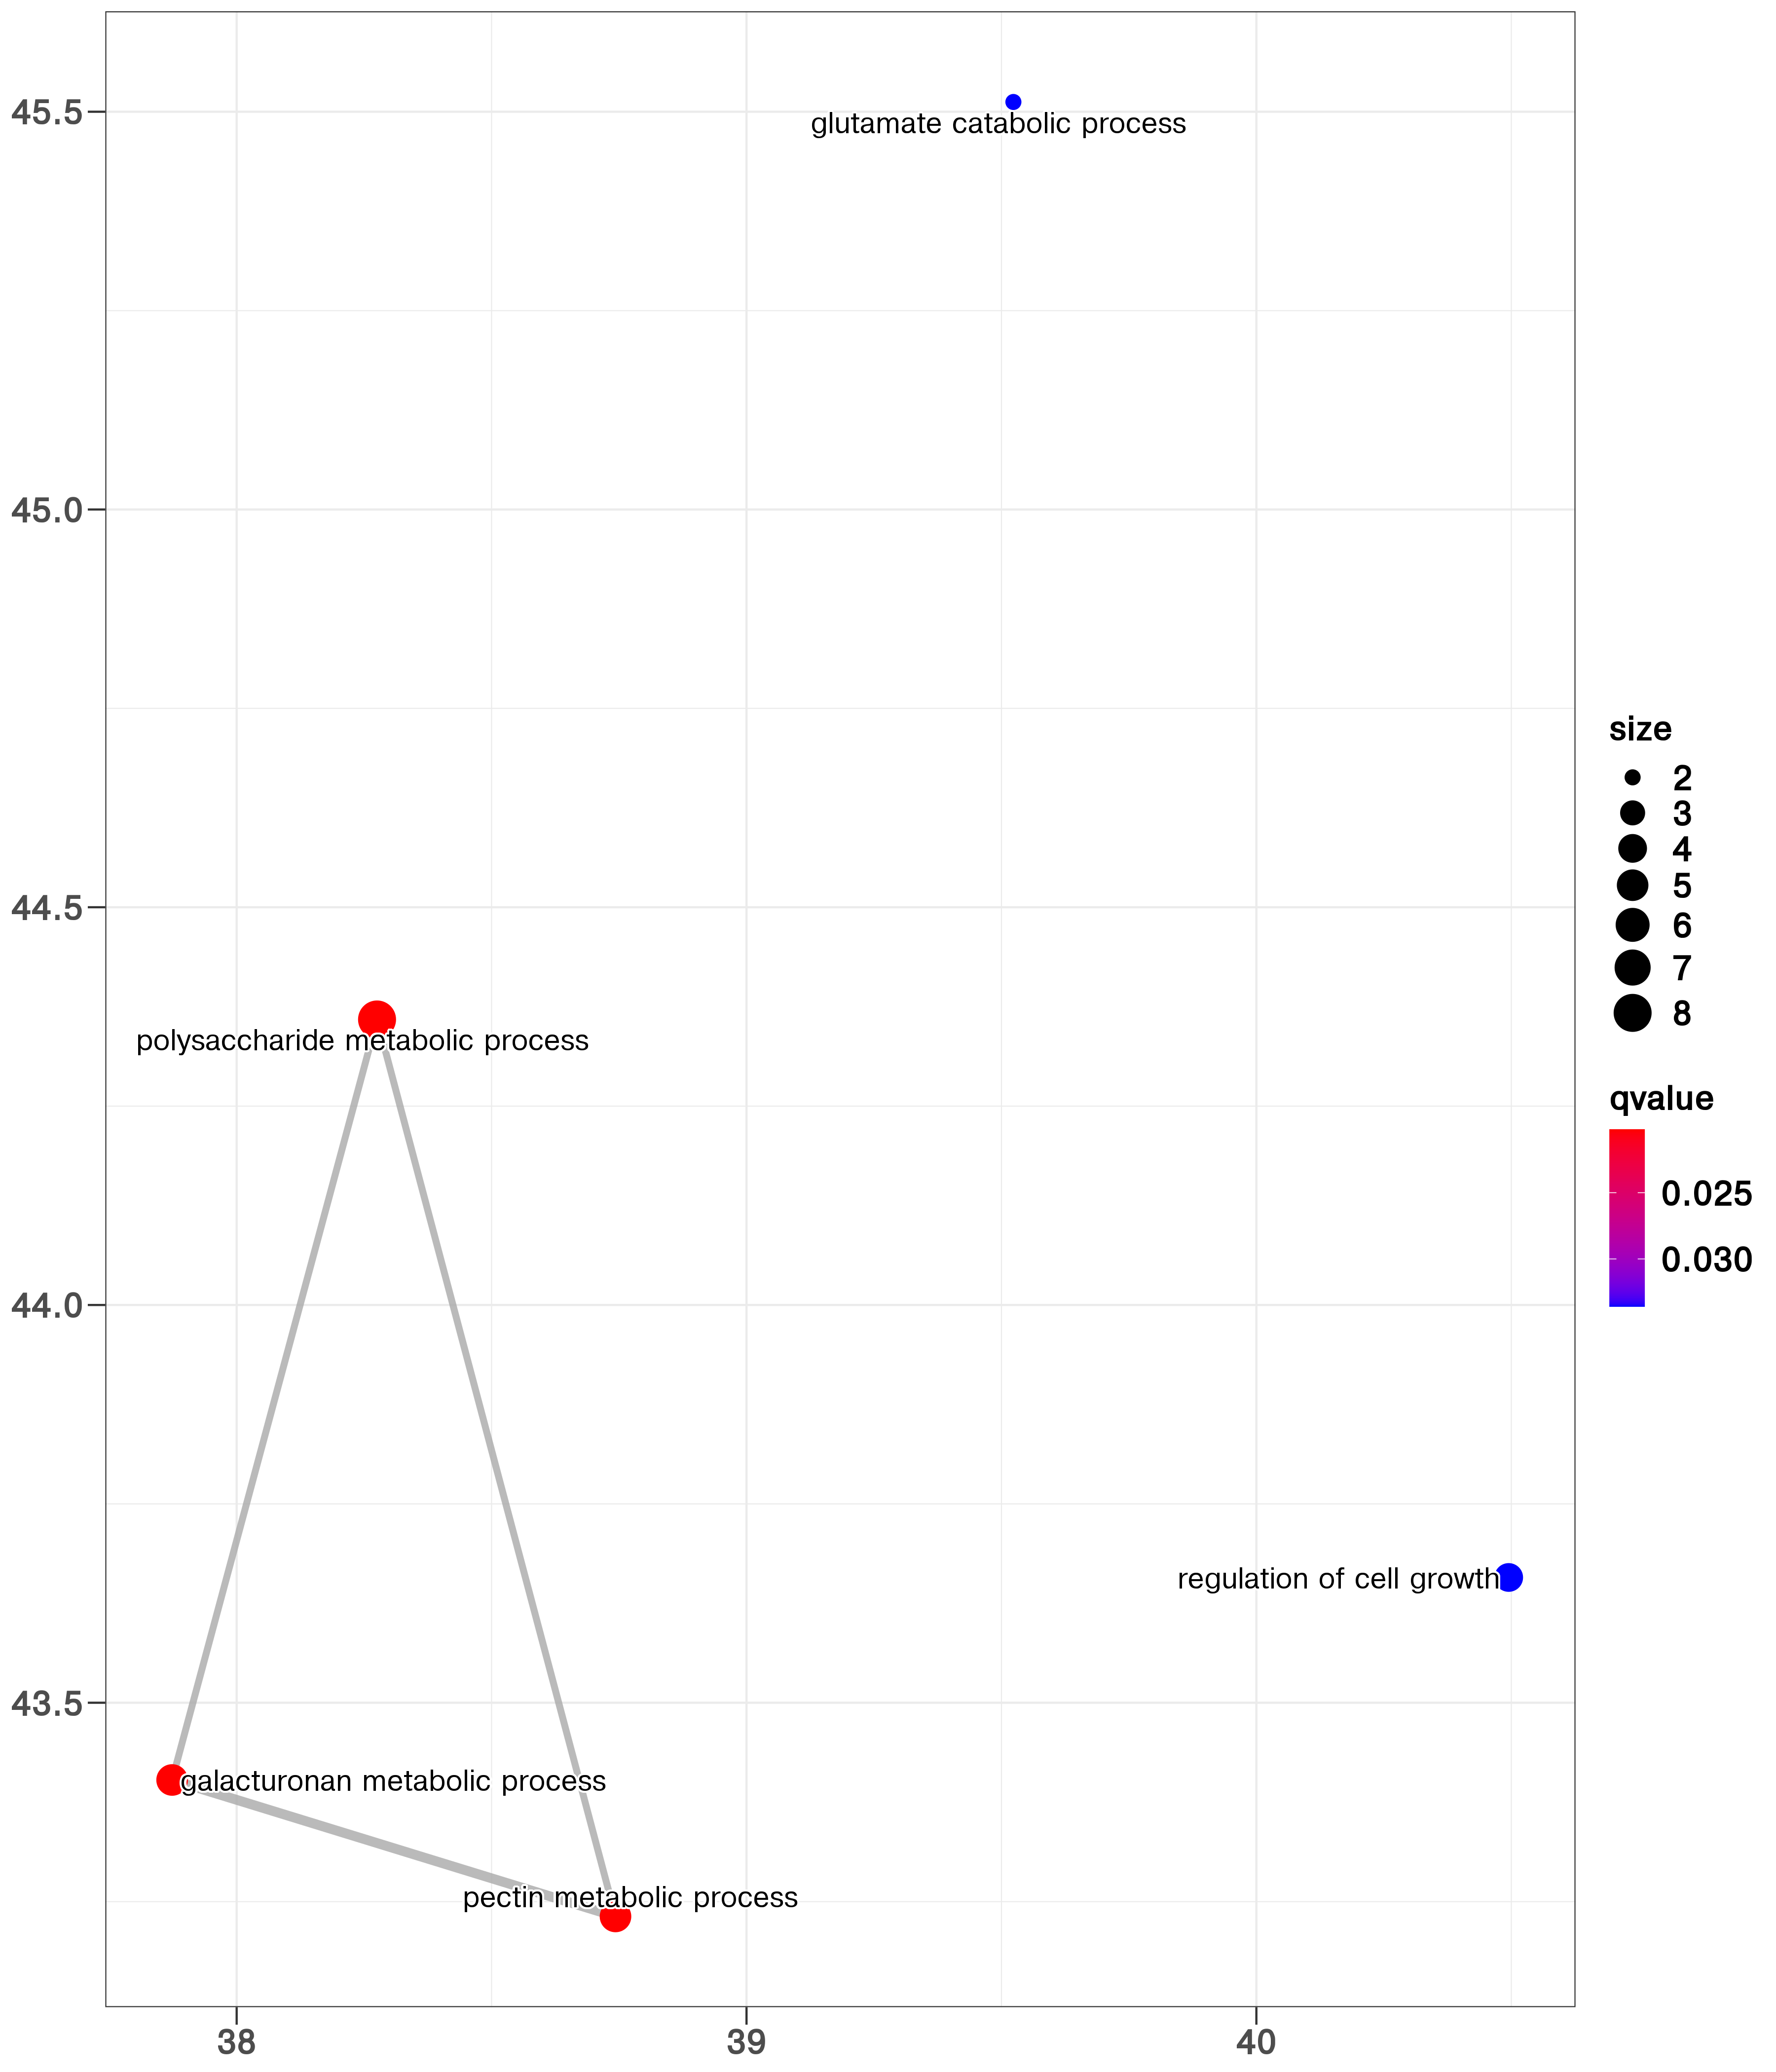 45.5
45.0
44.5
44.0
43.5
glutamate catabolic process
polysaccharide metabolic process
regulation of cell growth
galacturonan metabolic process
pectin metabolic process
38
39
40
size
2
3
4
5
6
7
8
qvalue
0.025
0.030